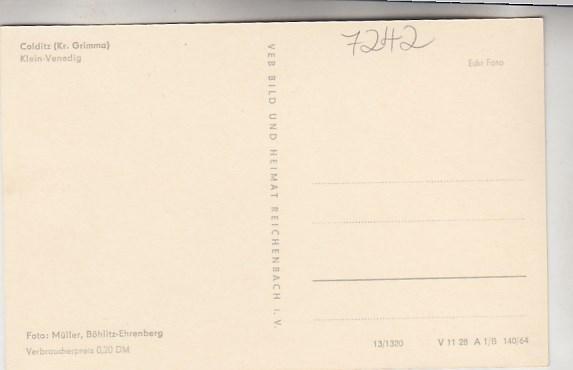 Colditz (Kr. Grimma)
Klein-Venedig
7242
Echt Foto
VEB BILD UND HEIMAT REICHENBACH i. V.
Foto: Müller, Böhlitz-Ehrenberg
Verbraucherpreis 0,20 DM
13/1320 V 11 28 A 1/B 140/64